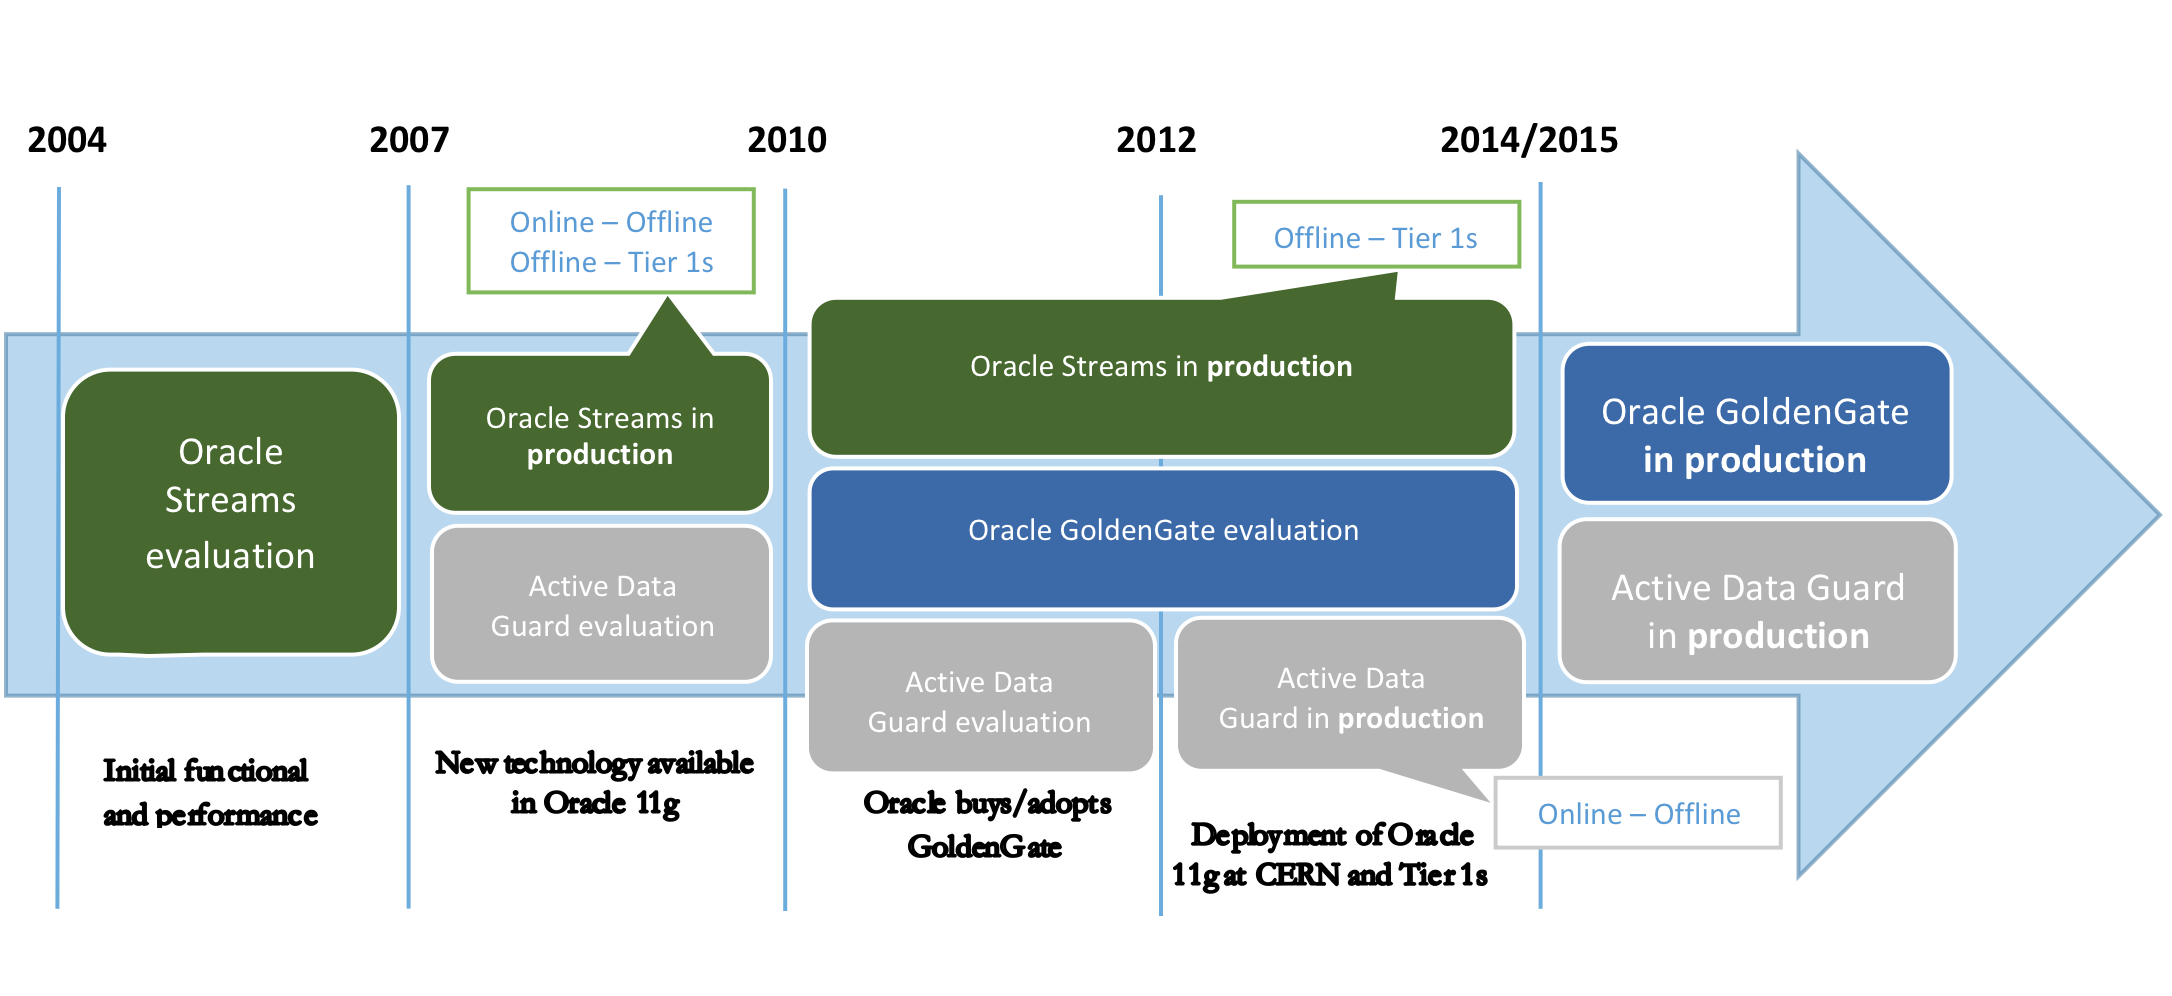 2004
2007
2010
2012
2014/2015
Online – Offline
Offline – Tier 1s
Offline – Tier 1s
Oracle
Streams
evaluation
Oracle Streams in
production
Active Data
Guard evaluation
Oracle Streams in production
Oracle GoldenGate evaluation
Active Data
Guard evaluation
Active Data
Guard in production
Oracle GoldenGate
in production
Active Data Guard
in production
Online – Offline
Initial functional
and performance
New technology available
in Oracle 11g
Oracle buys/adopts
GoldenGate
Deployment of Oracle
11g at CERN and Tier 1s